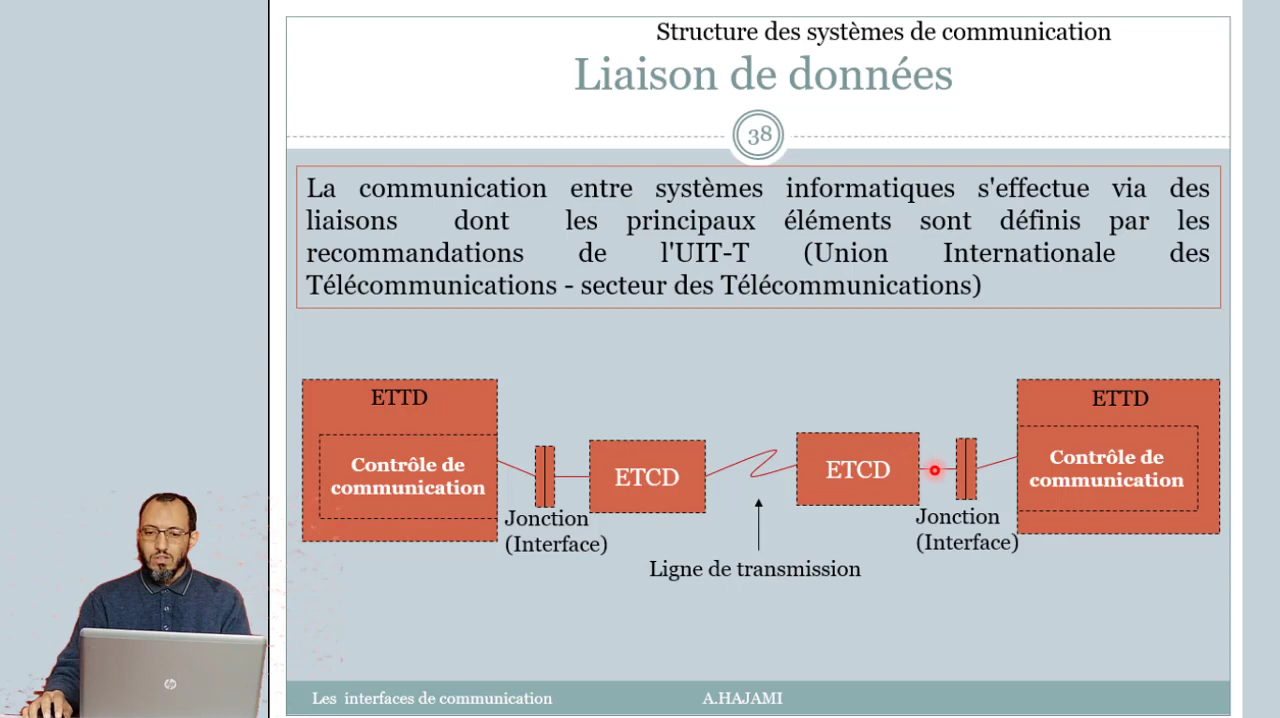 Structure des systèmes de communication
Liaison de données
38
La communication entre systèmes informatiques s'effectue via des
liaisons dont les principaux éléments sont définis par les
recommandations de l'UIT-T (Union Internationale des
Télécommunications - secteur des Télécommunications)
ETTD
Contrôle de
communication
Jonction
(Interface)
ETCD
Ligne de transmission
ETCD
Jonction
(Interface)
ETTD
Contrôle de
communication
hp
Les interfaces de communication
A.HAJAMI